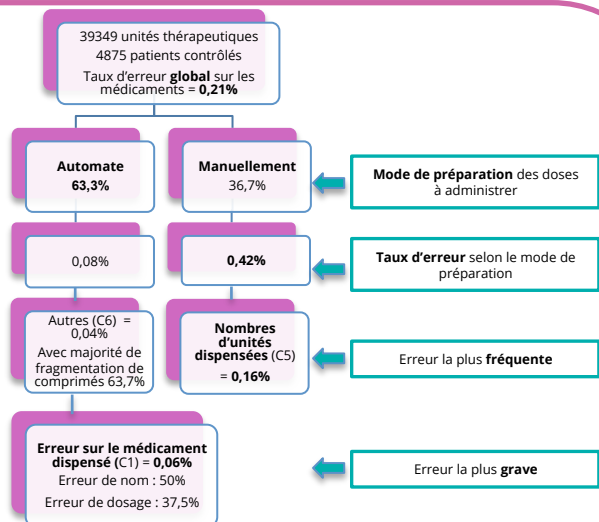 39349 unités thérapeutiques
4875 patients contrôlés
Taux d'erreur global sur les
médicaments = 0,21%
Automate
63,3%
Manuellement
36,7%
Mode de préparation des doses
à administrer
0,08%
0,42%
Taux d'erreur selon le mode de
préparation
Autres (C6) =
0,04%
Avec majorité de
fragmentation de
comprimés 63,7%
Nombres
d'unités
dispensées (C5)
= 0,16%
Erreur la plus fréquente
Erreur sur le médicament
dispensé (C1) = 0,06%
Erreur de nom : 50%
Erreur de dosage : 37,5%
Erreur la plus grave